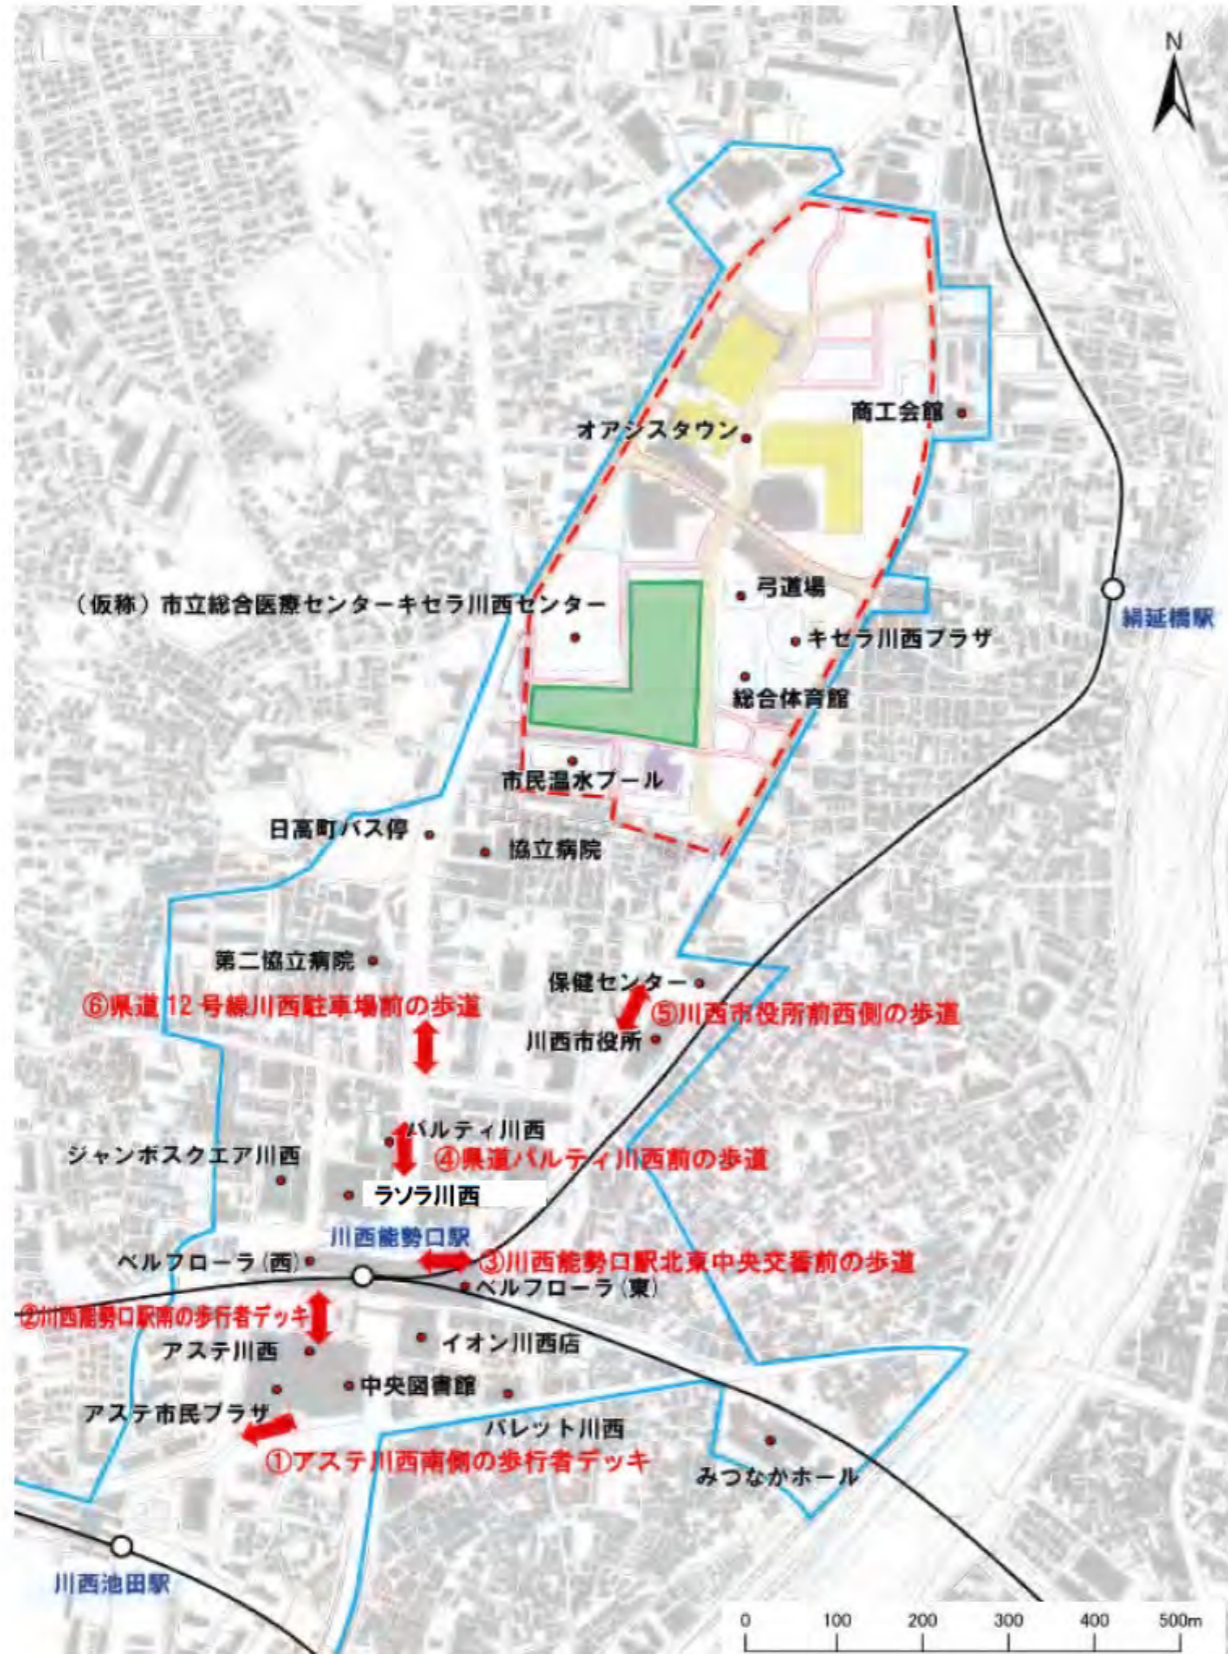 N
商工会館
オアシスタウン
弓道場
（仮称）市立総合医療センターキセラ川西センター
絹延橋駅
キセラ川西プラザ
総合体育館
市民温水プール
日高町バス停
協立病院
第二協立病院
保健センター
⑥県道12号線川西駐車場前の歩道
⑤川西市役所前西側の歩道
川西市役所
パルティ川西
ジャンボスクエア川西
④県道パルティ川西前の歩道
ラソラ川西
川西能勢口駅
ベルフローラ(西)
③川西能勢口駅北東中央交番前の歩道
ベルフローラ(東)
②川西能勢口駅南の歩行者デッキ
イオン川西店
アステ川西
中央図書館
アステ市民プラザ
パレット川西
①アステ川西南側の歩行者デッキ
みつなかホール
川西池田駅
0 100 200 300 400 500m